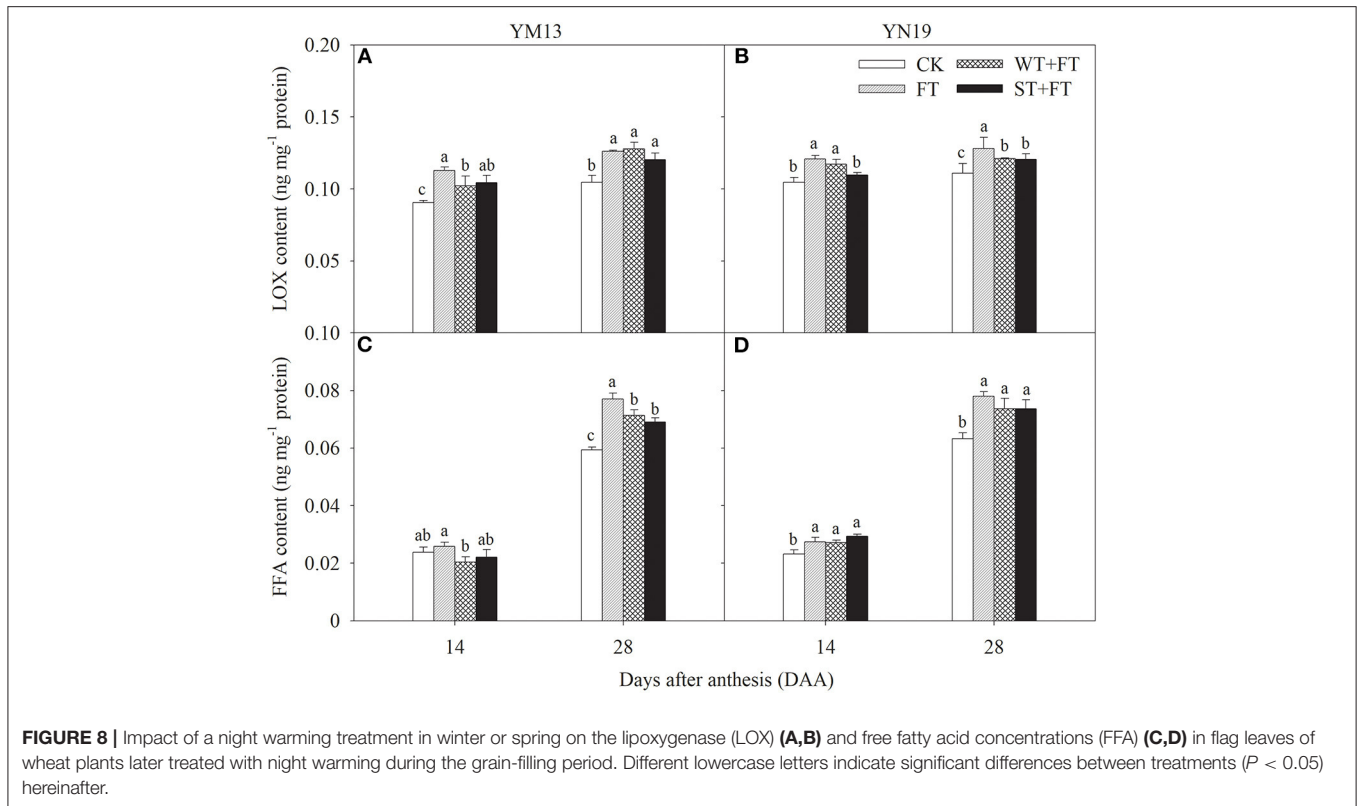 YM13 YN19
A B
CK WT+FT
FT ST+FT
LOX content (ng mg⁻¹ protein)
0.20
0.15
0.10
0.05
0.10
c a b ab b a a a
b a a b c a b b
C D
FFA content (ng mg⁻¹ protein)
0.08
0.06
0.04
0.02
0
ab a b ab c a b b
b a a a b a a a
14 28 14 28
Days after anthesis (DAA)
FIGURE 8 | Impact of a night warming treatment in winter or spring on the lipoxygenase (LOX) (A,B) and free fatty acid concentrations (FFA) (C,D) in flag leaves of
wheat plants later treated with night warming during the grain-filling period. Different lowercase letters indicate significant differences between treatments (P < 0.05)
hereinafter.